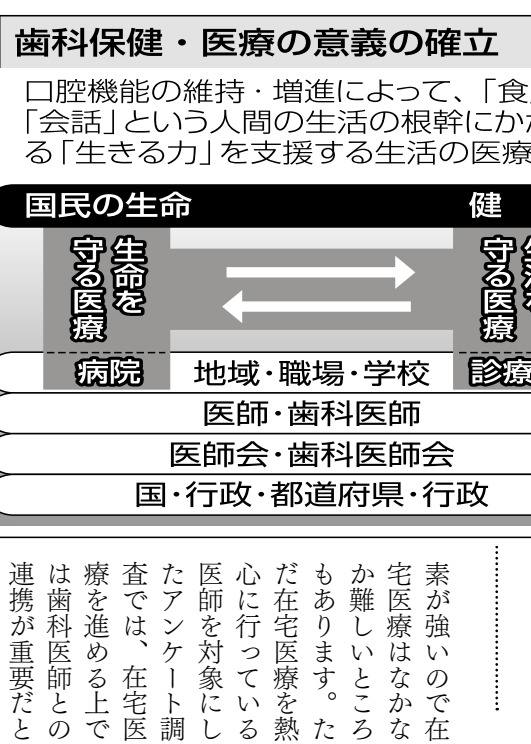 歯科保健・医療の意義の確立
口腔機能の維持・増進によって、「食
「会話」という人間の生活の根幹にか
る「生きる力」を支援する生活の医療
国民の生命
健
生命を
守る医療
守る医療
病院
地域・職場・学校
診療
医師・歯科医師
医師会・歯科医師会
国・行政・都道府県・行政
素が強いので在
宅医療はなかな
か難しいところ
もあります。た
だ在宅医療を熱
心に行っている
医師を対象にし
たアンケート調
査では、在宅医
療を進める上で
は歯科医師との
連携が重要だと